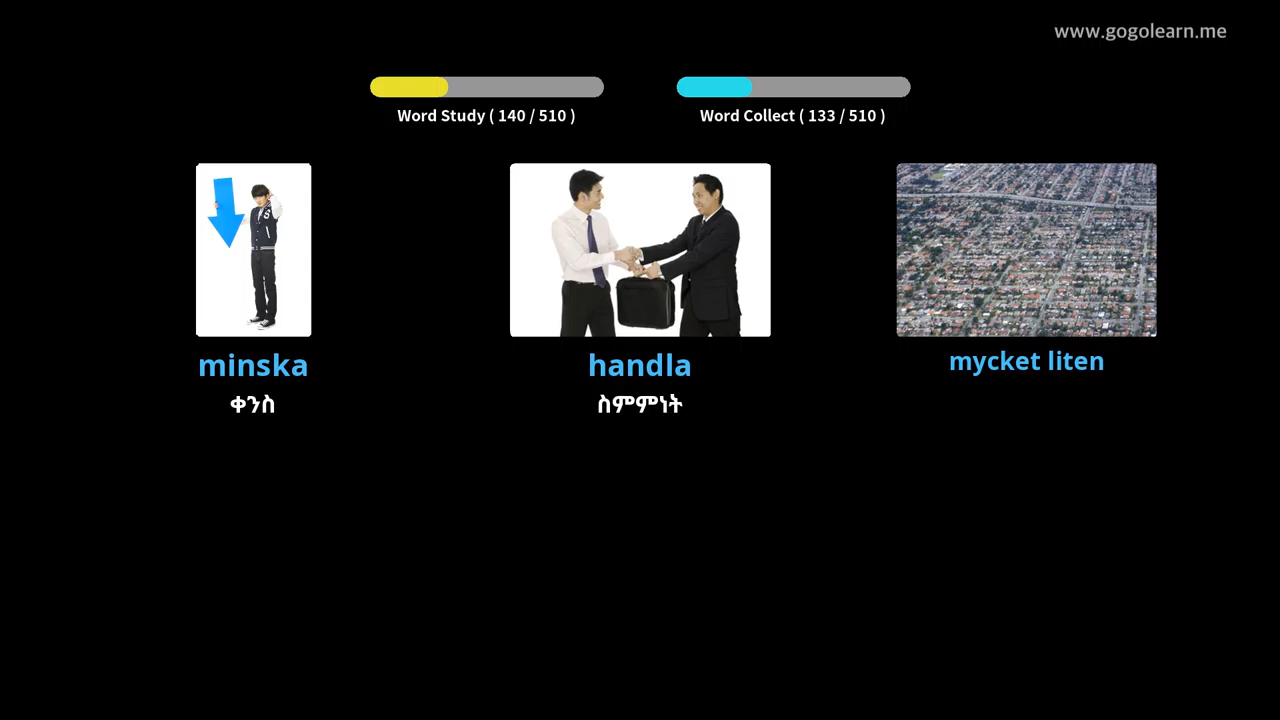 www.gogolearn.me
Word Study ( 140 / 510 )
Word Collect ( 133 / 510 )
minska
handla
mycket liten
ቀንስ
ስምምነት